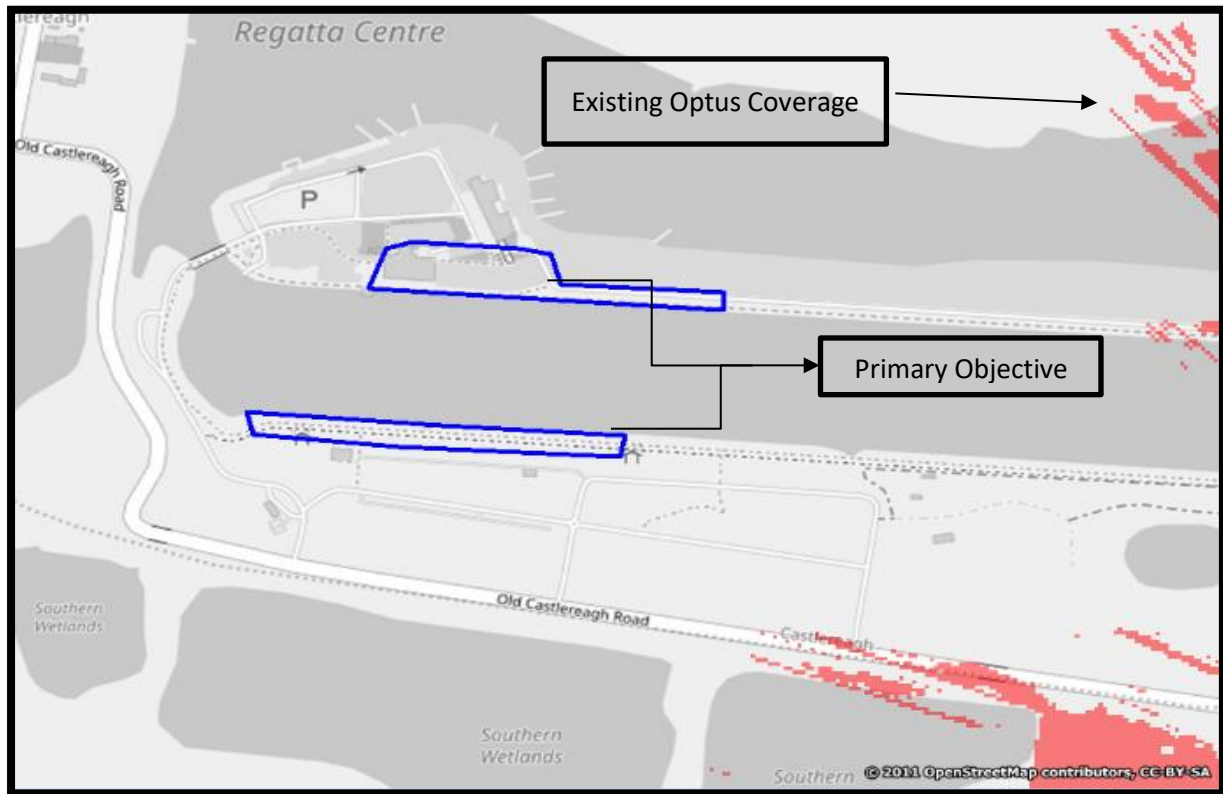 tlereagh
Regatta Centre
Existing Optus Coverage
Old Castlereagh Road
P
Primary Objective
Old Castlereagh Road
Castlereagh
Southern
Wetlands
Southern
Wetlands
Southern
© 2011 OpenStreetMap contributors, CC-BY-SA